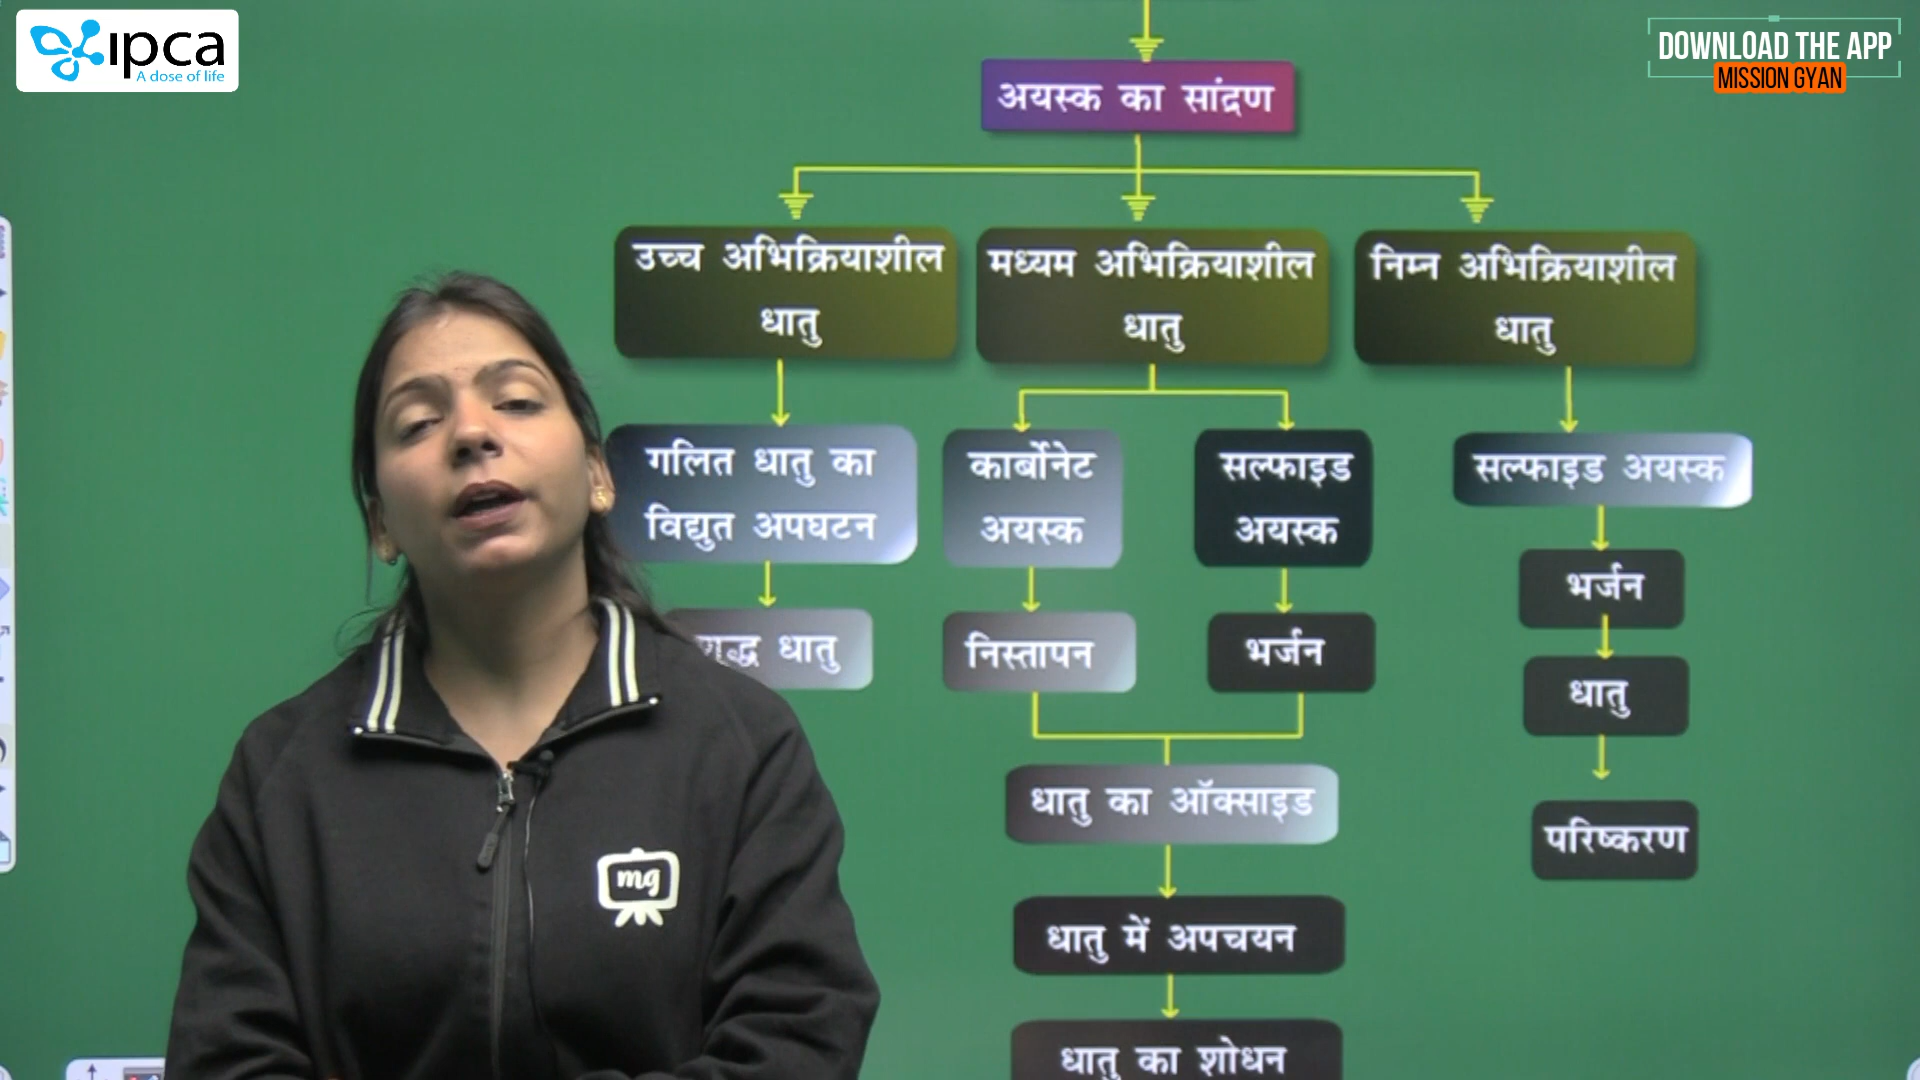 ipca
A dose of life
DOWNLOAD THE APP
MISSION GYAN
अयस्क का सांद्रण
उच्च अभिक्रियाशील
धातु
मध्यम अभिक्रियाशील
धातु
निम्न अभिक्रियाशील
धातु
गलित धातु का
विद्युत अपघटन
कार्बोनेट
अयस्क
सल्फाइड
अयस्क
सल्फाइड अयस्क
शुद्ध धातु
निस्तापन
भर्जन
भर्जन
धातु
धातु का ऑक्साइड
परिष्करण
धातु में अपचयन
धातु का शोधन
mg